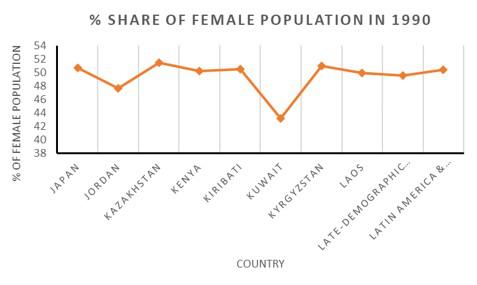 % SHARE OF FEMALE POPULATION IN 1990
% OF FEMALE POPULATION
54
52
50
48
46
44
42
40
38
JAPAN
JORDAN
KAZAKHSTAN
KENYA
KIRIBATI
KUWAIT
KYRGYZSTAN
LAOS
LATE-DEMOGRAPHIC...
LATIN AMERICA &...
COUNTRY